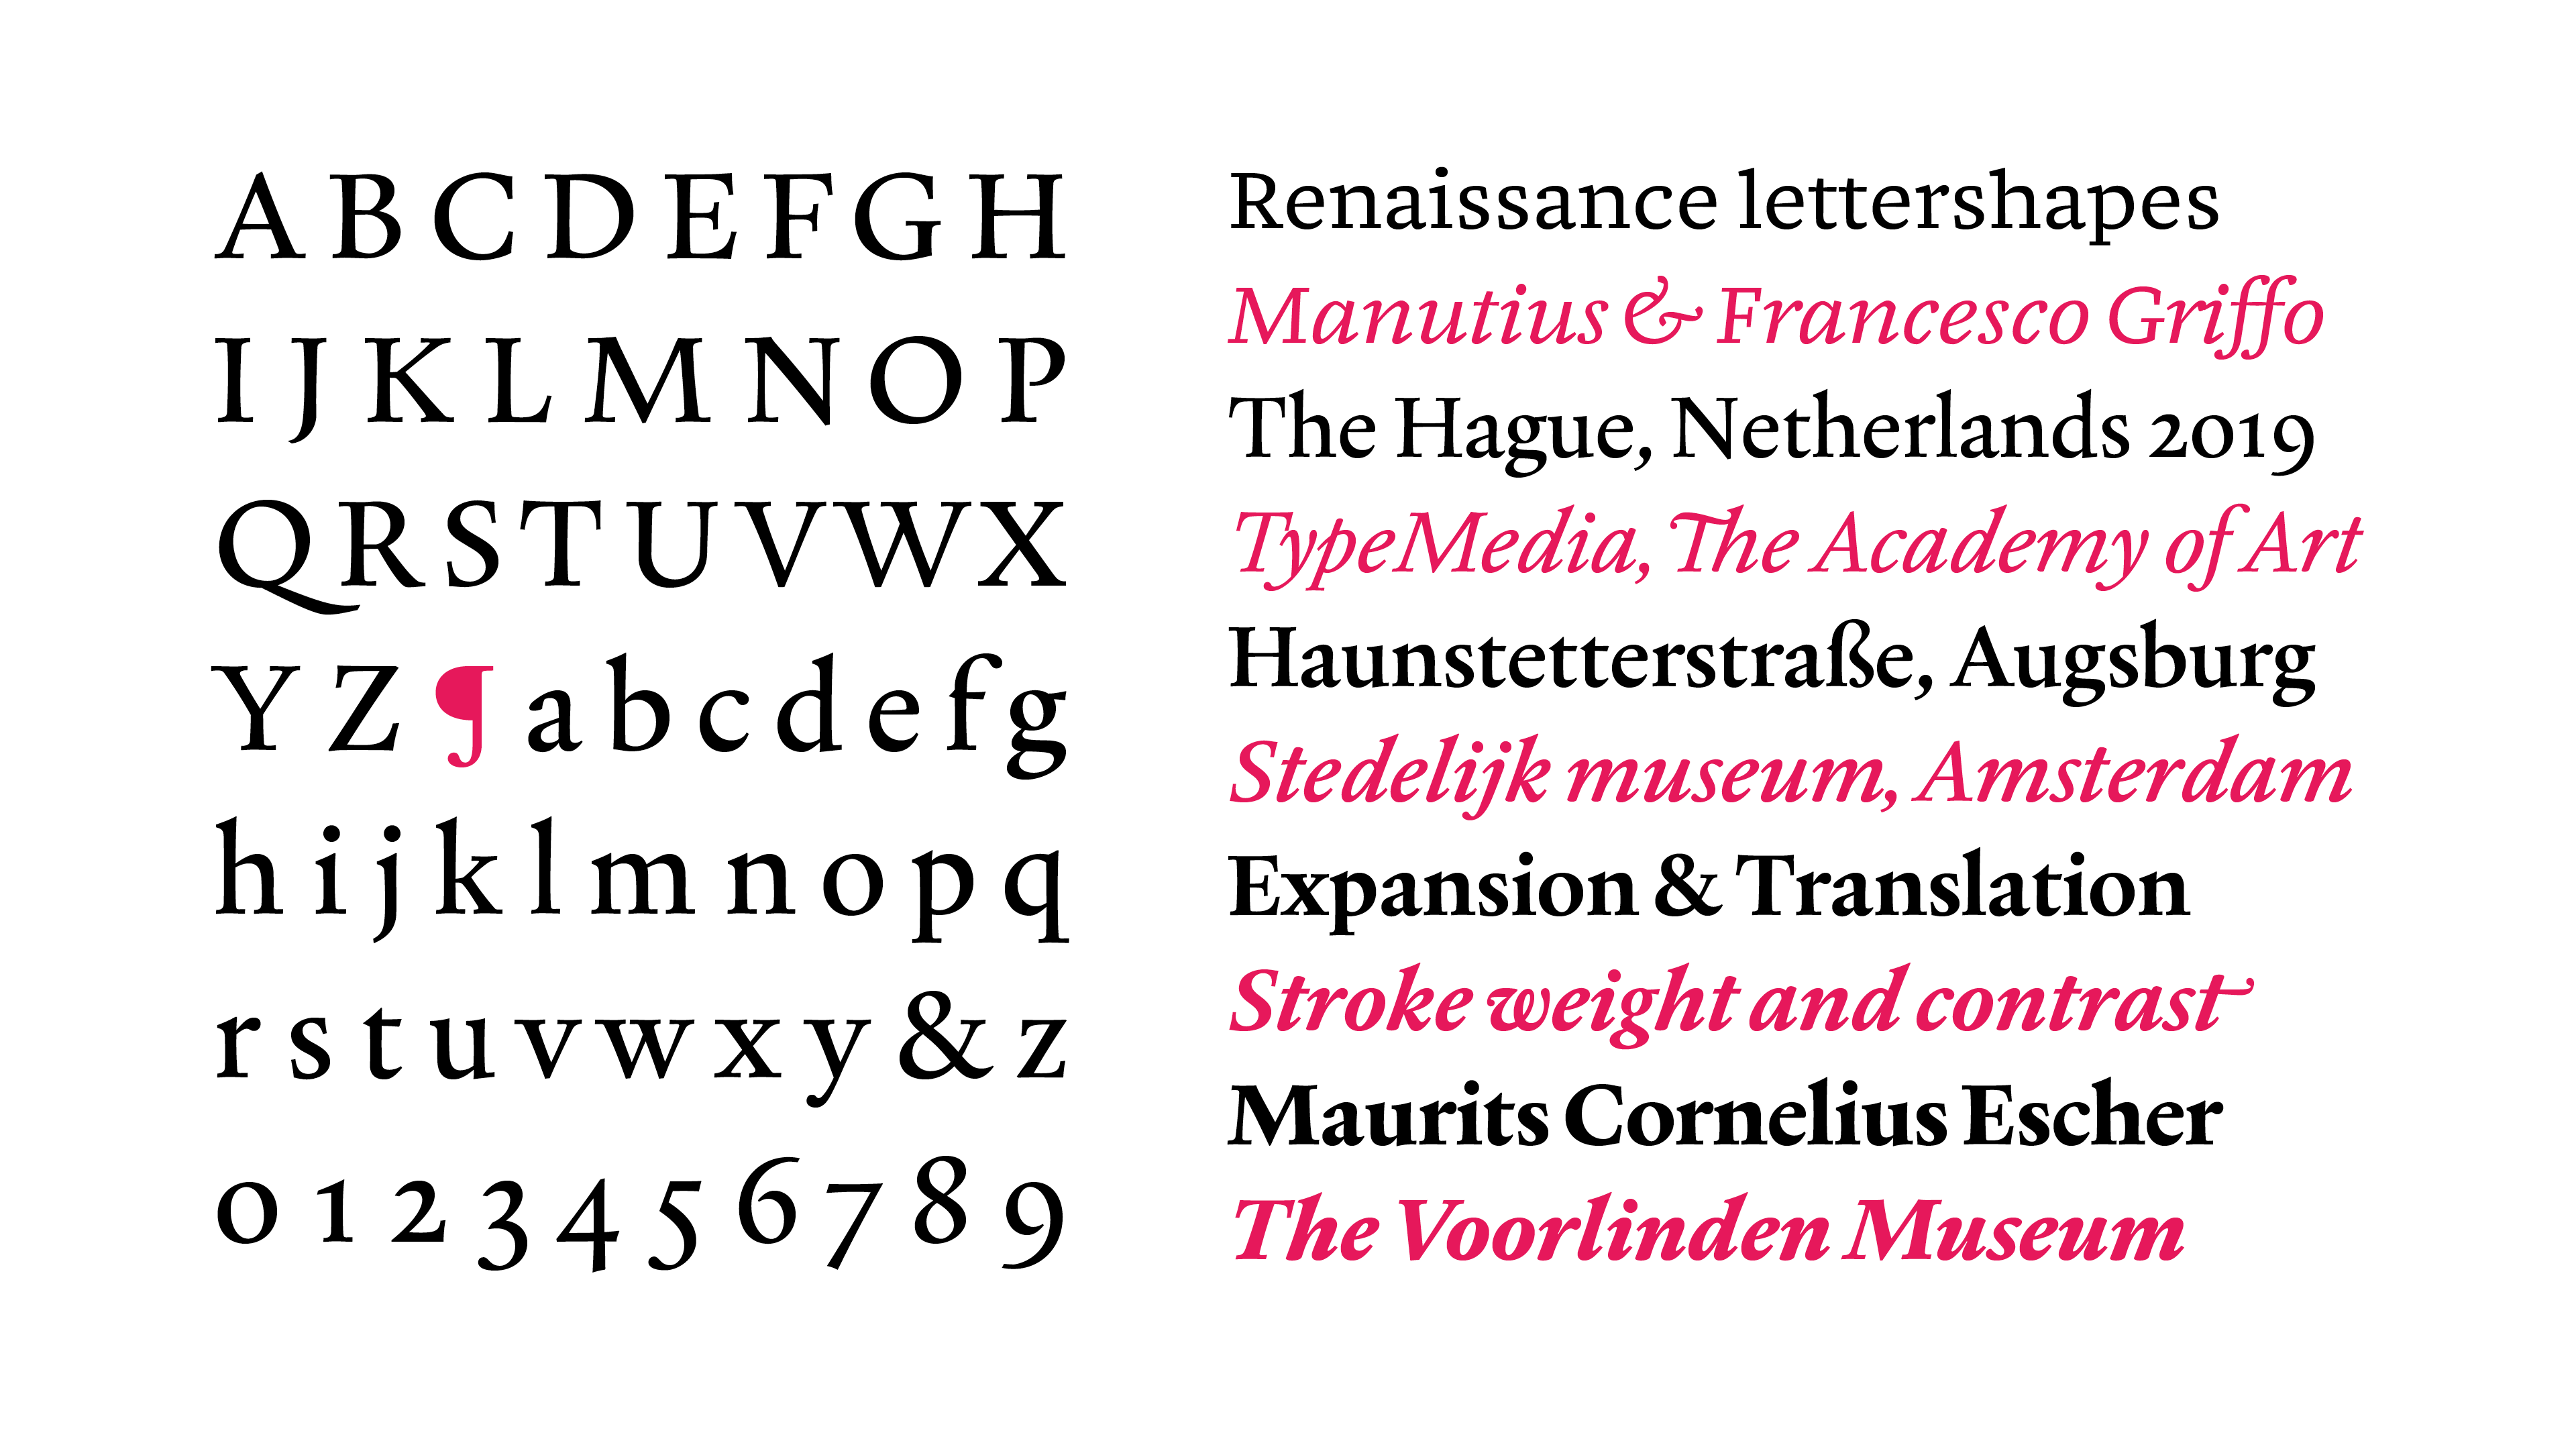 A B C D E F G H
I J K L M N O P
Q R S T U V W X
Y Z ¶ a b c d e f g
h i j k l m n o p q
r s t u v w x y & z
0 1 2 3 4 5 6 7 8 9
Renaissance lettershapes
Manutius & Francesco Griffo
The Hague, Netherlands 2019
TypeMedia, The Academy of Art
Haunstetterstraße, Augsburg
Stedelijk museum, Amsterdam
Expansion & Translation
Stroke weight and contrast
Maurits Cornelius Escher
The Voorlinden Museum